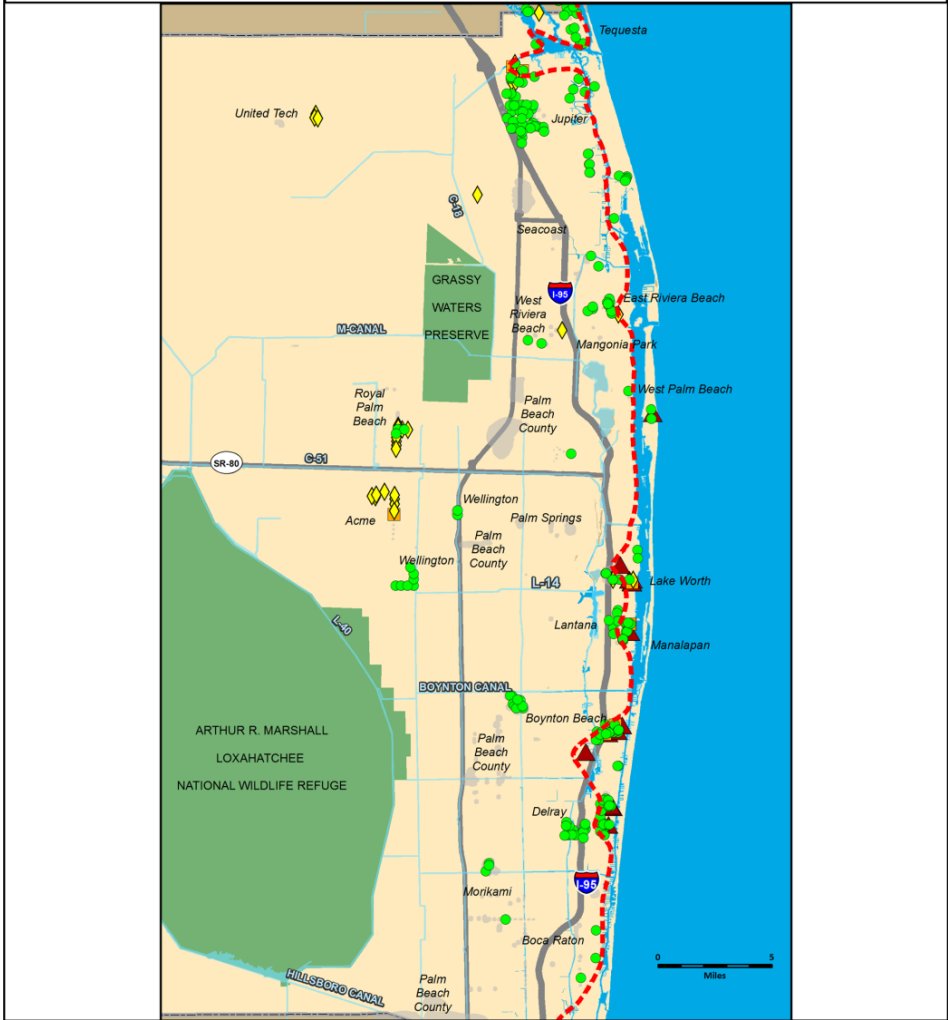 Tequesta
United Tech
Jupiter
C-18
Seacoast
GRASSY
WATERS
PRESERVE
I-95
West
Riviera
Beach
East Riviera Beach
M-CANAL
Mangonia Park
Royal
Palm
Beach
West Palm Beach
Palm
Beach
County
SR-80
C-51
Acme
Wellington
Palm Springs
Palm
Beach
County
Wellington
L-14
Lake Worth
L-40
Lantana
Manalapan
BOYNTON CANAL
Boynton Beach
ARTHUR R. MARSHALL
LOXAHATCHEE
NATIONAL WILDLIFE REFUGE
Palm
Beach
County
Delray
I-95
Morikami
Boca Raton
0 5
Miles
HILLSBORO CANAL
Palm
Beach
County